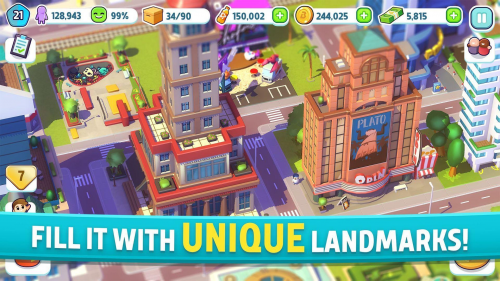 21
128,943
99%
34/90
150,002
244,025
5,815
PLATO
OPEN
7
FILL IT WITH UNIQUE LANDMARKS!